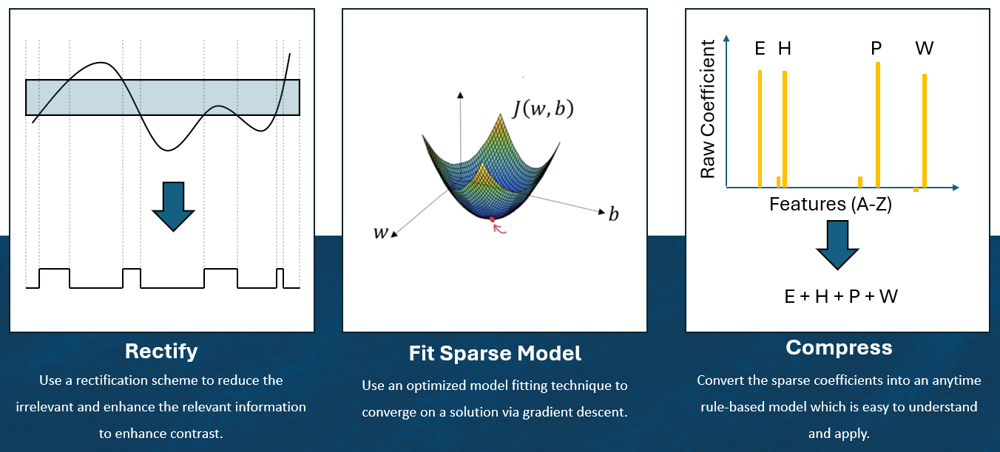 J(w, b)
w
b
Raw Coefficient
E H P W
Features (A-Z)
E + H + P + W
Rectify
Use a rectification scheme to reduce the
irrelevant and enhance the relevant information
to enhance contrast.
Fit Sparse Model
Use an optimized model fitting technique to
converge on a solution via gradient descent.
Compress
Convert the sparse coefficients into an anytime
rule-based model which is easy to understand
and apply.